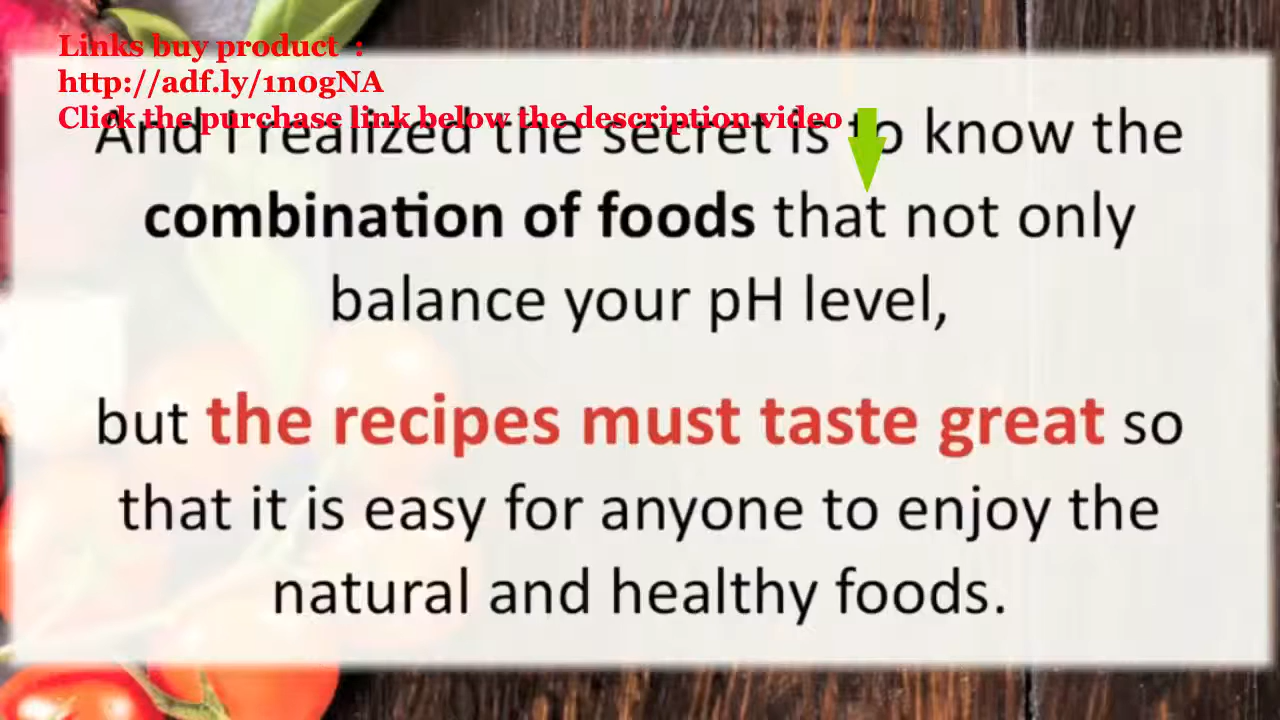 Links buy product :
http://adf.ly/1n0gNA
Click the purchase link below the description video
And I realized the secret is to know the
combination of foods that not only
balance your pH level,
but the recipes must taste great so
that it is easy for anyone to enjoy the
natural and healthy foods.